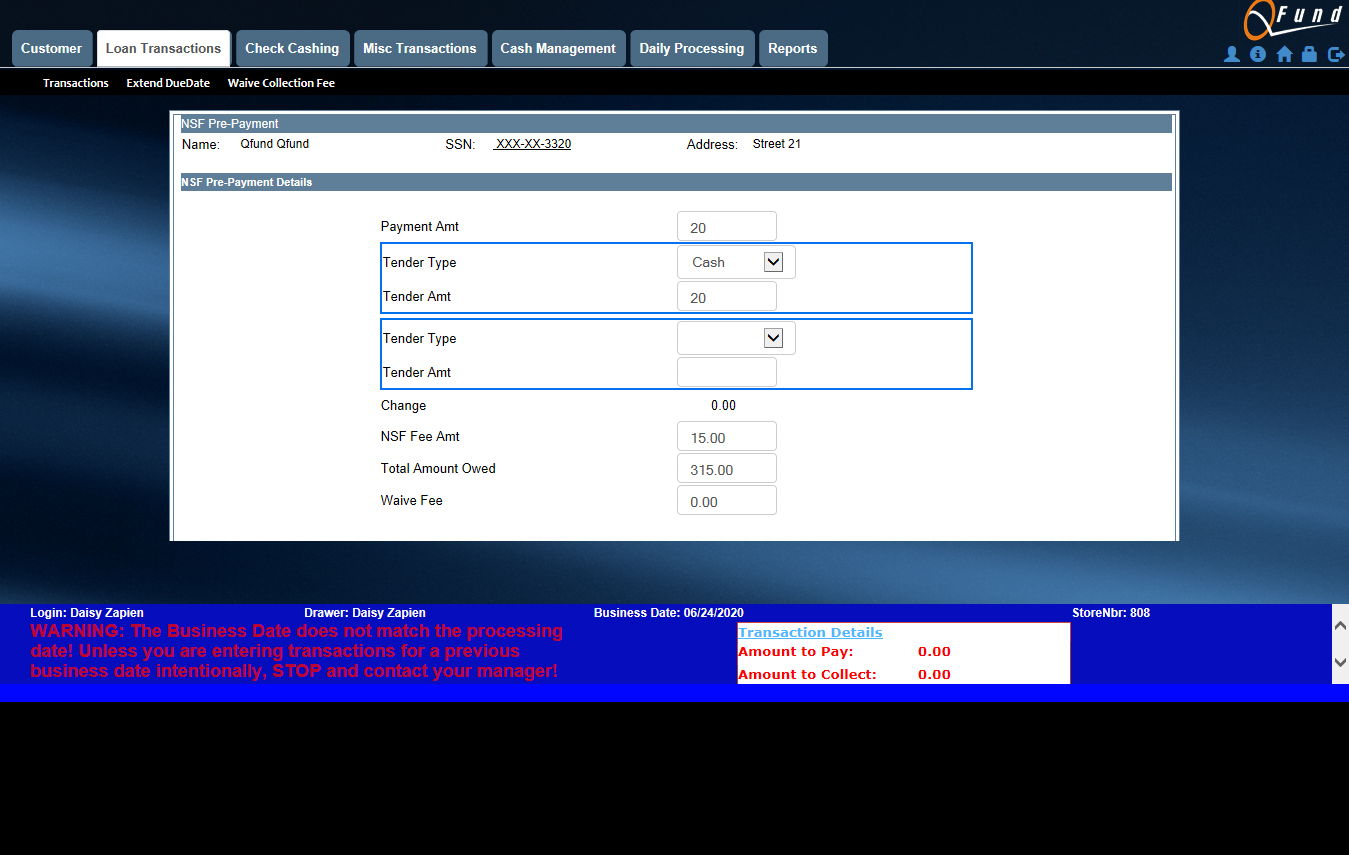 QFund
Customer Loan Transactions Check Cashing Misc Transactions Cash Management Daily Processing Reports
Transactions Extend DueDate Waive Collection Fee
NSF Pre-Payment
Name: Qfund Qfund SSN: XXX-XX-3320 Address: Street 21
NSF Pre-Payment Details
Payment Amt 20
Tender Type Cash
Tender Amt 20
Tender Type
Tender Amt
Change 0.00
NSF Fee Amt 15.00
Total Amount Owed 315.00
Waive Fee 0.00
Login: Daisy Zapien Drawer: Daisy Zapien Business Date: 06/24/2020 StoreNbr: 808
WARNING: The Business Date does not match the processing
date! Unless you are entering transactions for a previous
business date intentionally, STOP and contact your manager!
Transaction Details
Amount to Pay: 0.00
Amount to Collect: 0.00